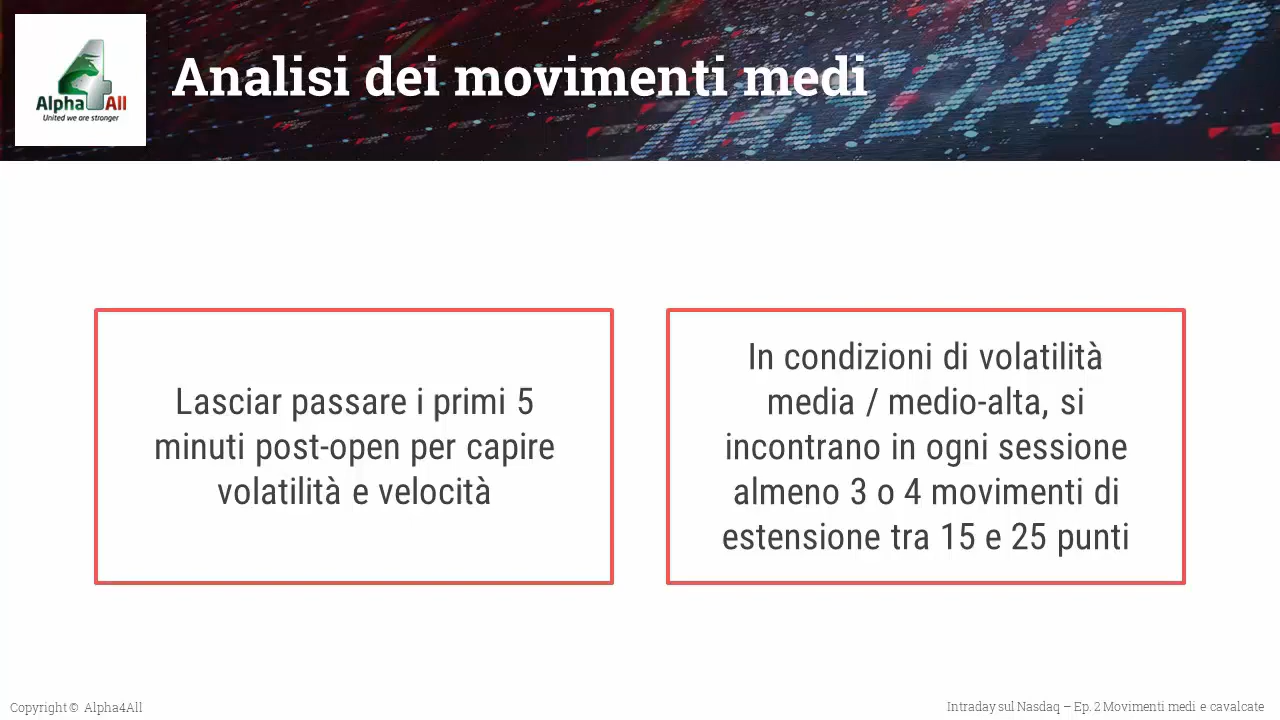 Alpha4All
United we are stronger
Analisi dei movimenti medi
NASDAQ
Lasciar passare i primi 5
minuti post-open per capire
volatilità e velocità
In condizioni di volatilità
media / medio-alta, si
incontrano in ogni sessione
almeno 3 o 4 movimenti di
estensione tra 15 e 25 punti
Copyright © Alpha4All
Intraday sul Nasdaq – Ep. 2 Movimenti medi e cavalcate